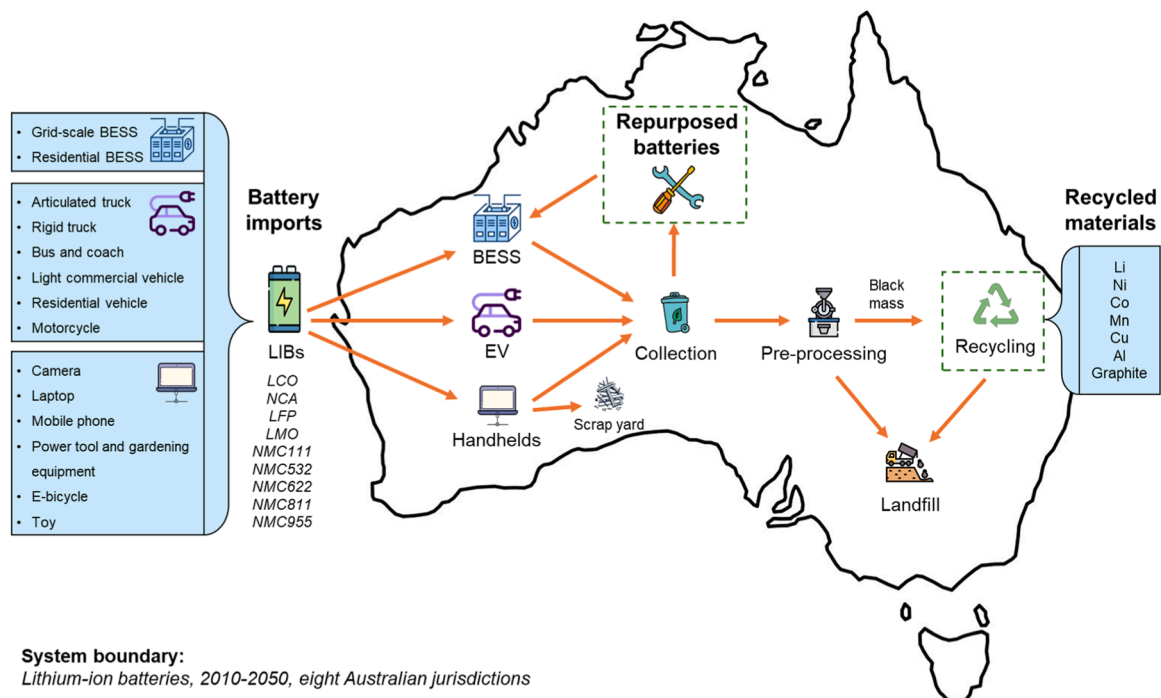 • Grid-scale BESS
• Residential BESS
• Articulated truck
• Rigid truck
• Bus and coach
• Light commercial vehicle
• Residential vehicle
• Motorcycle
• Camera
• Laptop
• Mobile phone
• Power tool and gardening
equipment
• E-bicycle
• Toy
Battery
imports
LIBs
LCO
NCA
LFP
LMO
NMC111
NMC532
NMC622
NMC811
NMC955
BESS
EV
Handhelds
Repurposed
batteries
Collection
Scrap yard
Pre-processing
Black
mass
Recycling
Landfill
Recycled
materials
Li
Ni
Co
Mn
Cu
Al
Graphite
System boundary:
Lithium-ion batteries, 2010-2050, eight Australian jurisdictions